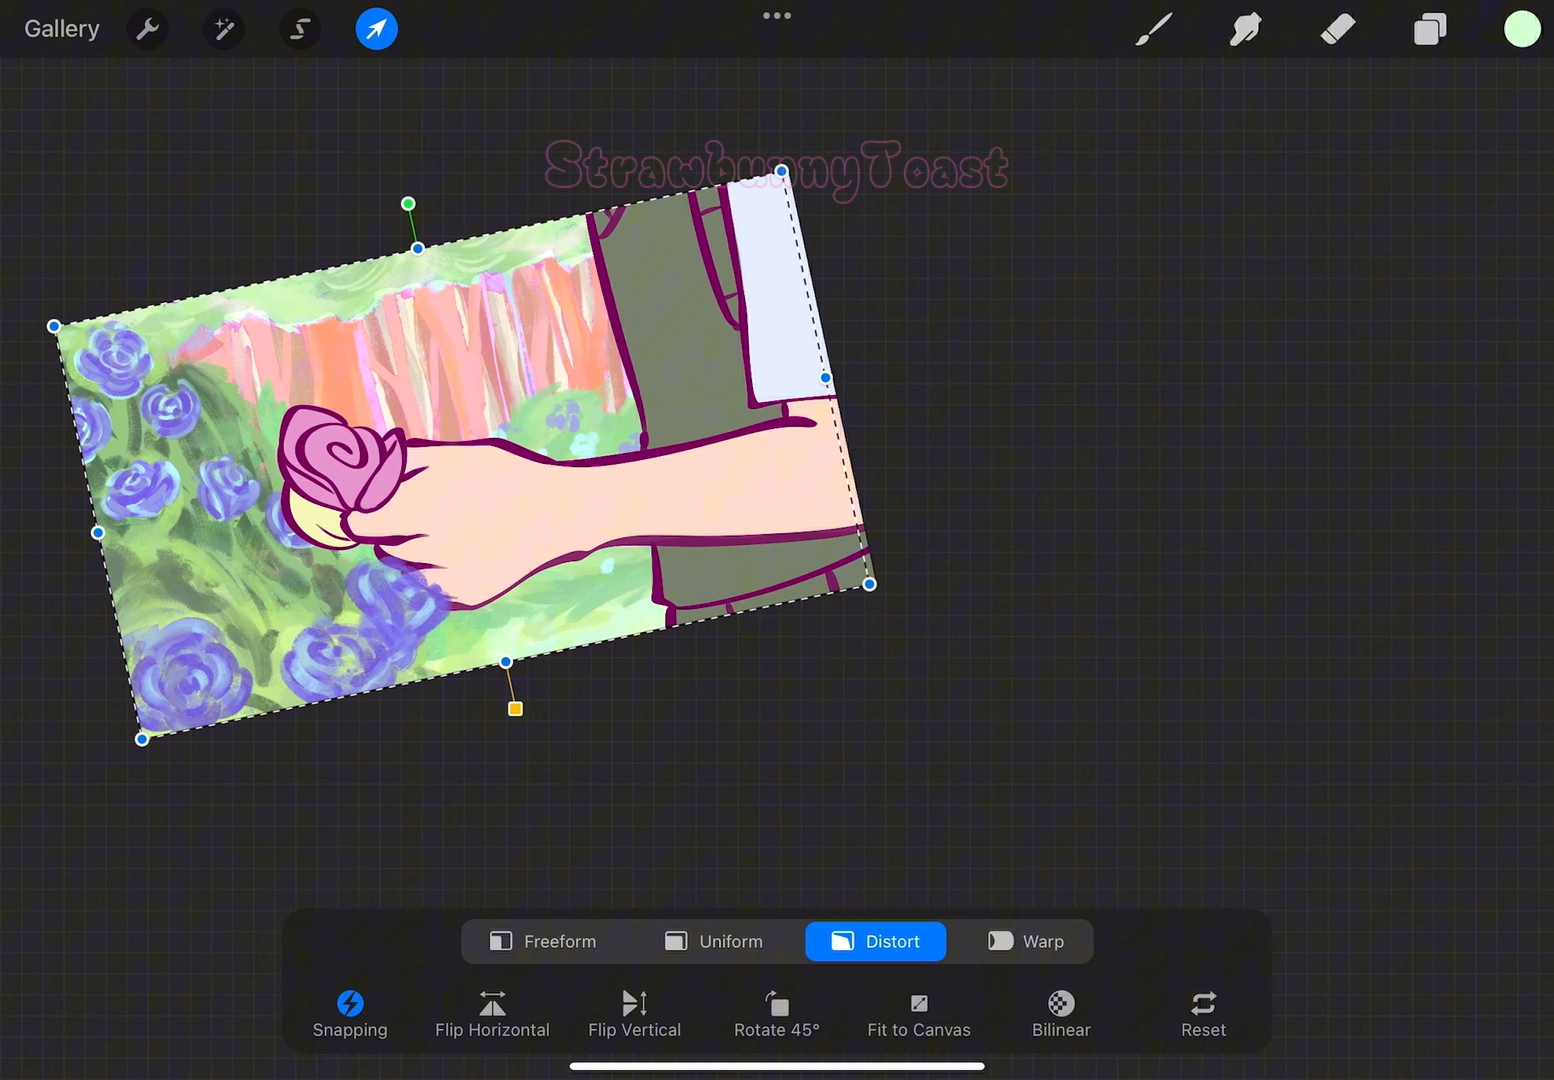 Gallery
StrawbunnyToast
Freeform Uniform Distort Warp
Snapping Flip Horizontal Flip Vertical Rotate 45° Fit to Canvas Bilinear Reset